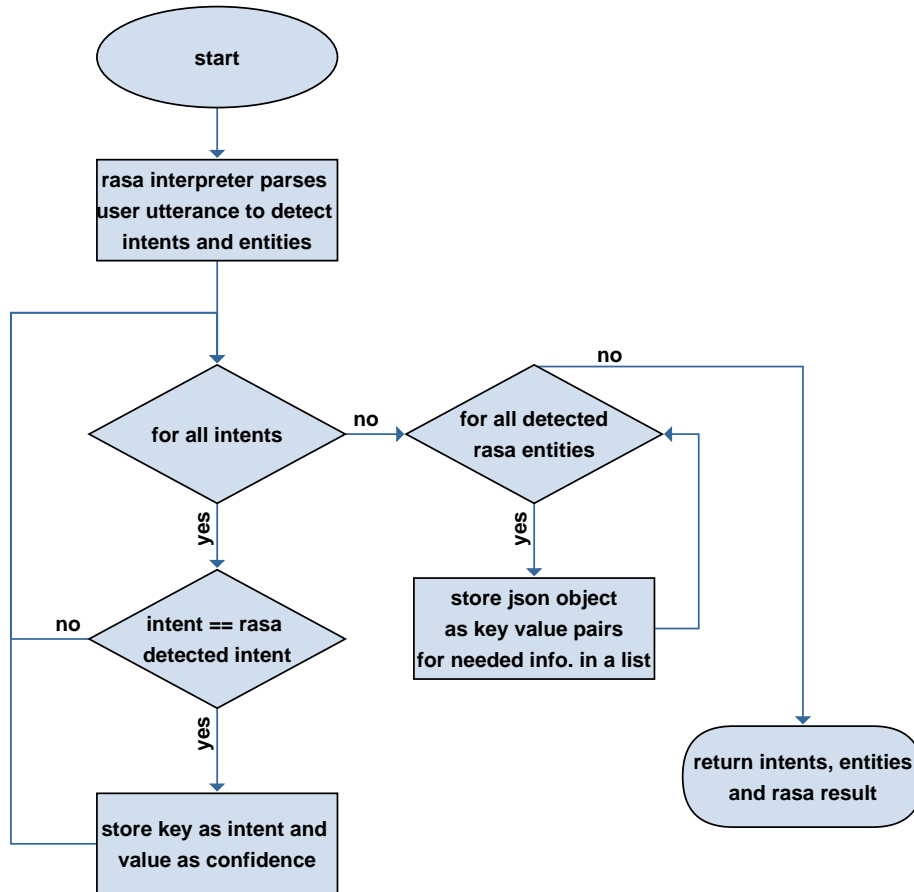 start
rasa interpreter parses
user utterance to detect
intents and entities
no
for all intents
no
for all detected
rasa entities
yes
yes
store json object
as key value pairs
for needed info. in a list
no
intent == rasa
detected intent
yes
return intents, entities
and rasa result
store key as intent and
value as confidence